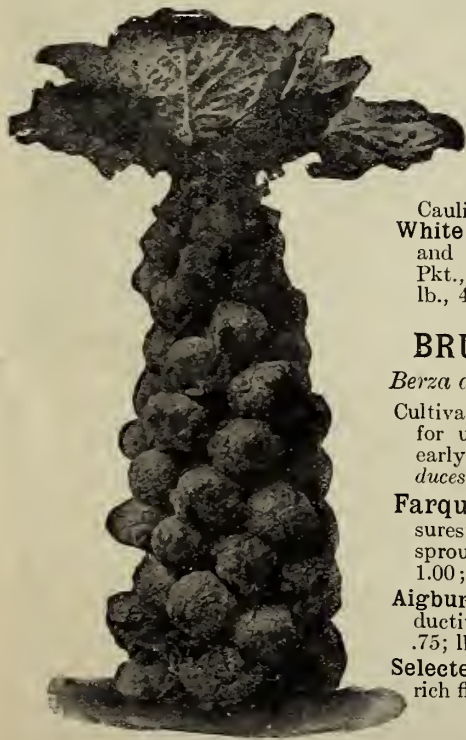 Cauli
White
and
Pkt.,
lb., 4
BRU
Berza d
Cultiva
for u
early
duces
Farqu
sures
sprou
1.00;
Aigbur
ductiv
.75; lb
Selecte
rich fl